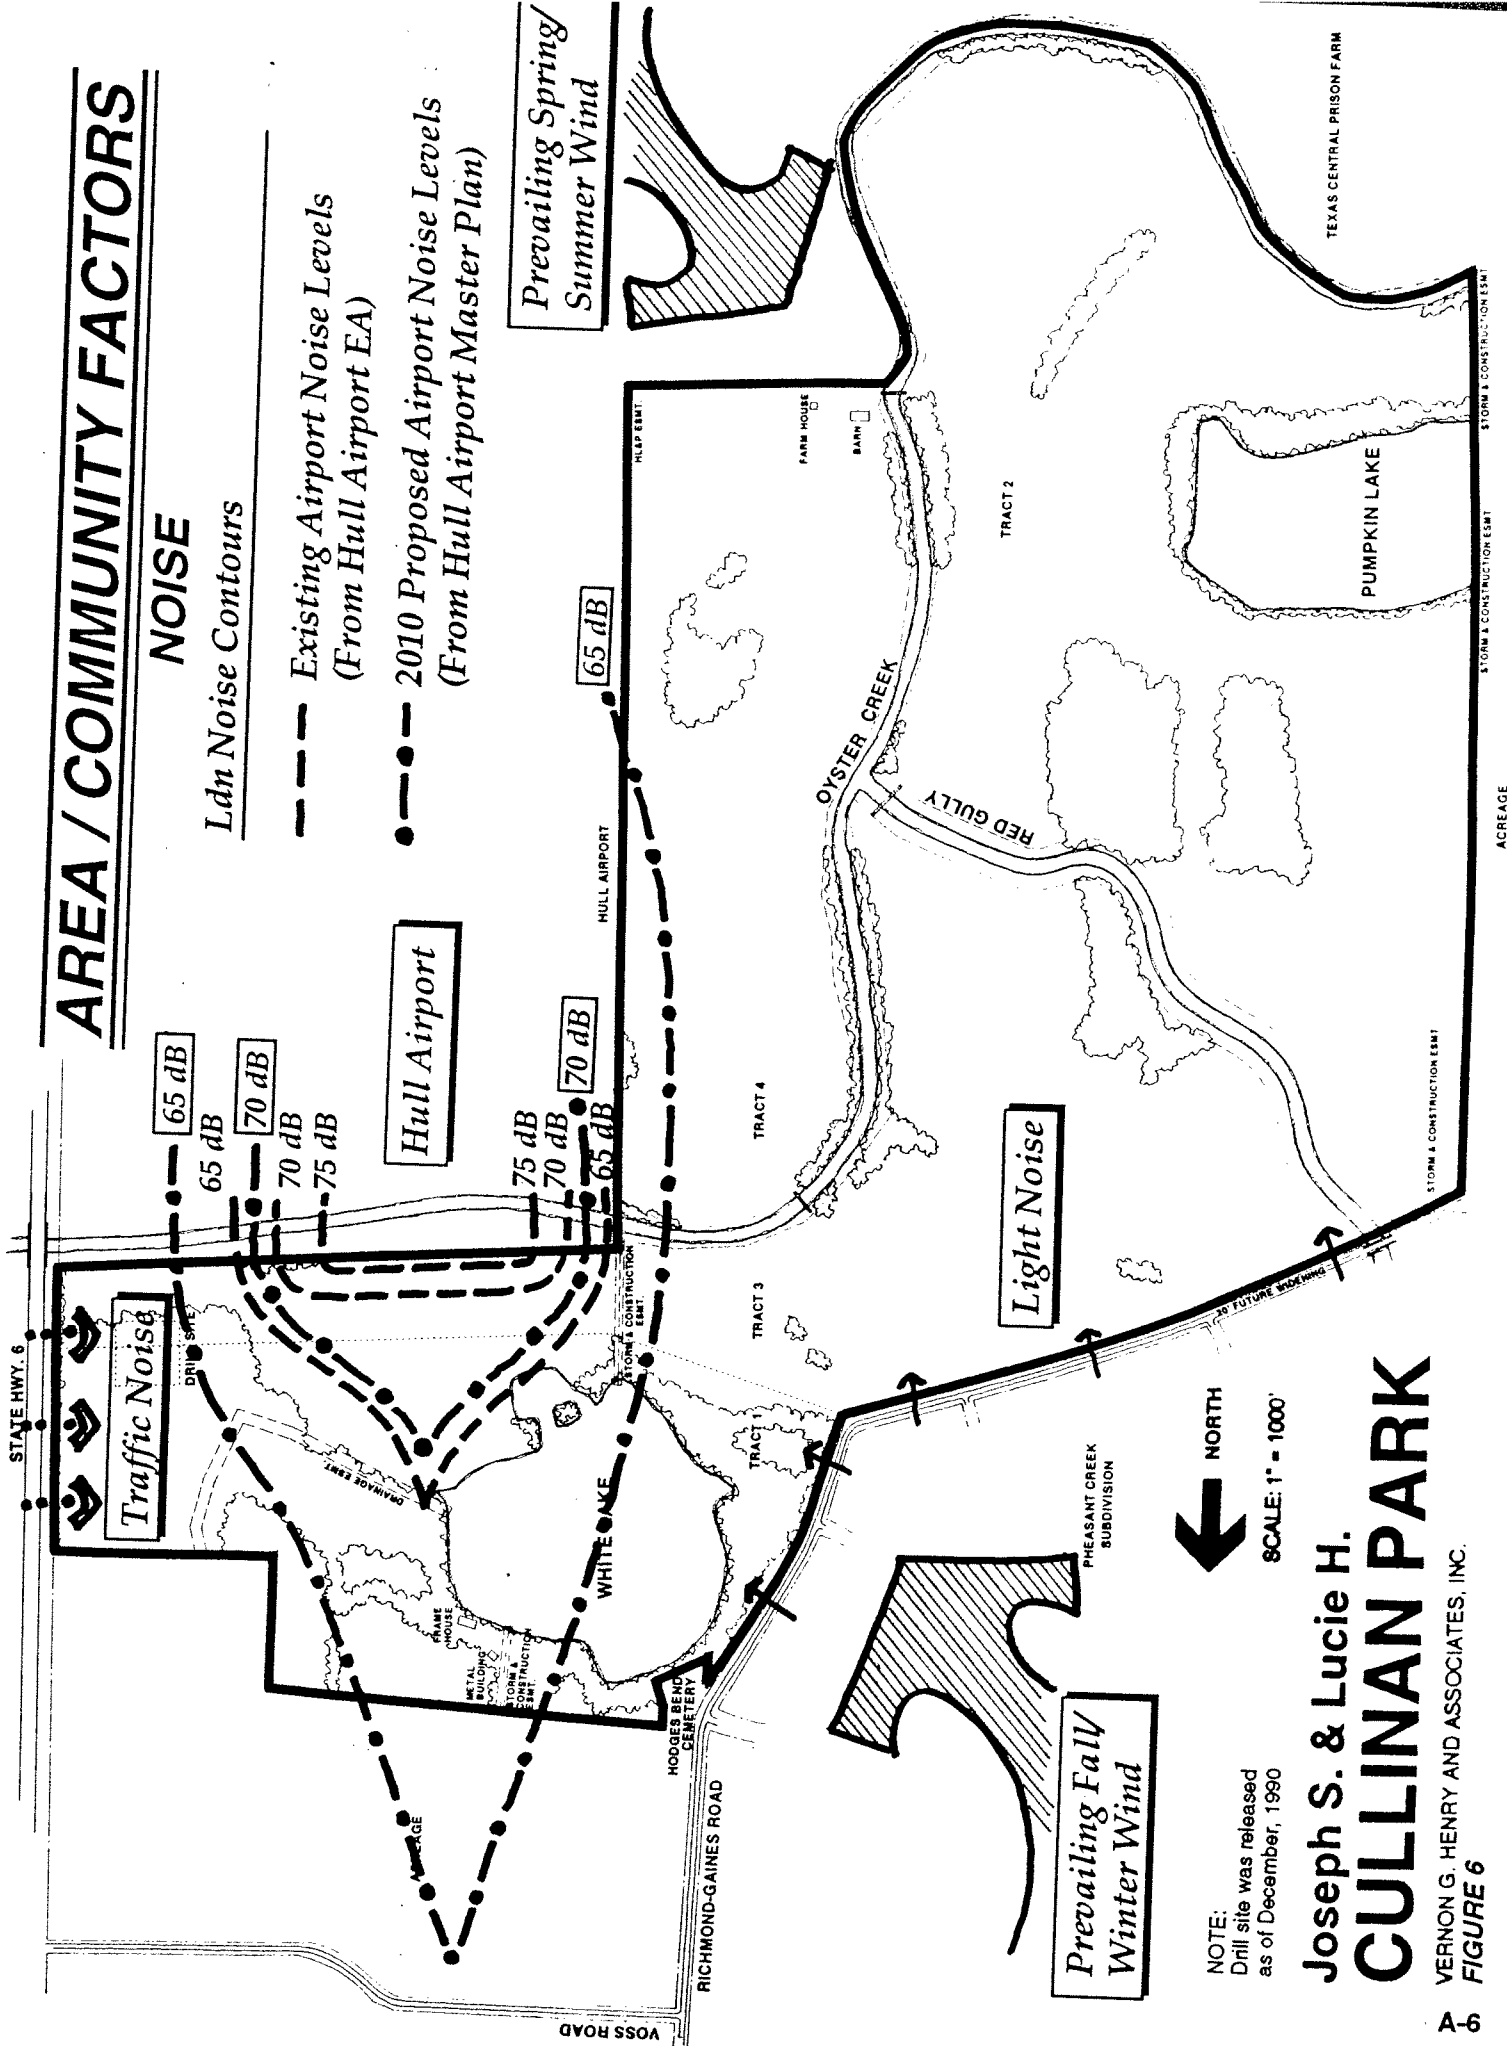 AREA / COMMUNITY FACTORS
NOISE
Ldn Noise Contours
Existing Airport Noise Levels
(From Hull Airport EA)
2010 Proposed Airport Noise Levels
(From Hull Airport Master Plan)
Prevailing Spring/
Summer Wind
STATE HWY. 6
Traffic Noise
65 dB
65 dB
70 dB
70 dB
75 dB
Hull Airport
75 dB
70 dB
70 dB
65 dB
65 dB
HULL AIRPORT
HL&P ESMT.
FARM HOUSE
BARN
TEXAS CENTRAL PRISON FARM
DRILL SITE
DRAINAGE ESMT.
FRAME
HOUSE
METAL
BUILDING
STORM &
CONSTRUCTION
ESMT.
STORM & CONSTRUCTION
ESMT.
WHITE LAKE
ACREAGE
VOSS ROAD
RICHMOND-GAINES ROAD
HODGES BEND
CEMETERY
TRACT 1
TRACT 3
TRACT 4
TRACT 2
OYSTER CREEK
RED GULLY
PUMPKIN LAKE
Light Noise
20' FUTURE WIDENING
STORM & CONSTRUCTION ESMT
STORM & CONSTRUCTION ESMT
STORM & CONSTRUCTION ESMT
ACREAGE
PHEASANT CREEK
SUBDIVISION
Prevailing Fall/
Winter Wind
NORTH
SCALE: 1" = 1000'
NOTE:
Drill site was released
as of December, 1990
Joseph S. & Lucie H.
CULLINAN PARK
VERNON G. HENRY AND ASSOCIATES, INC.
FIGURE 6
A-6